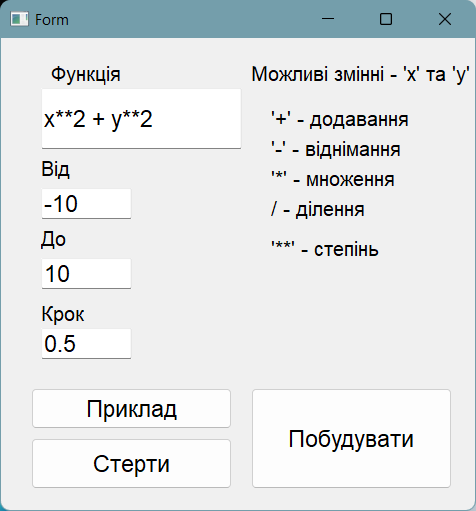 Form
Функція
Можливі змінні - 'x' та 'y'
x**2 + y**2
'+' - додавання
'-' - віднімання
'*' - множення
/ - ділення
'**' - степінь
Від
-10
До
10
Крок
0.5
Приклад
Стерти
Побудувати